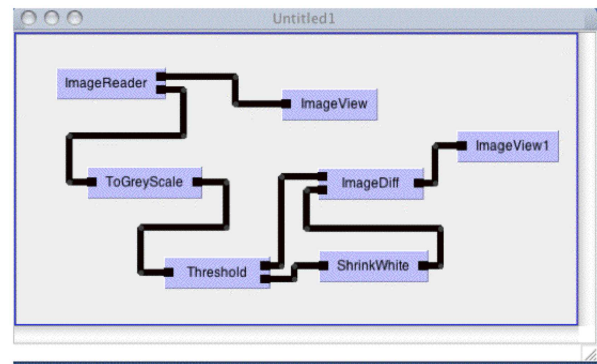 Untitled1
ImageReader
ImageView
ImageView1
ToGreyScale
ImageDiff
Threshold
ShrinkWhite